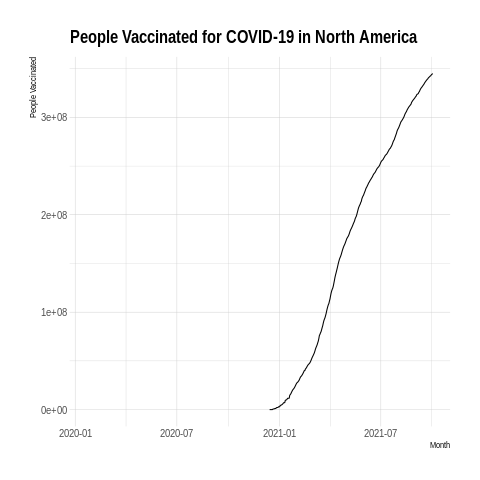 People Vaccinated for COVID-19 in North America
People Vaccinated
3e+08
2e+08
1e+08
0e+00
2020-01 2020-07 2021-01 2021-07
Month